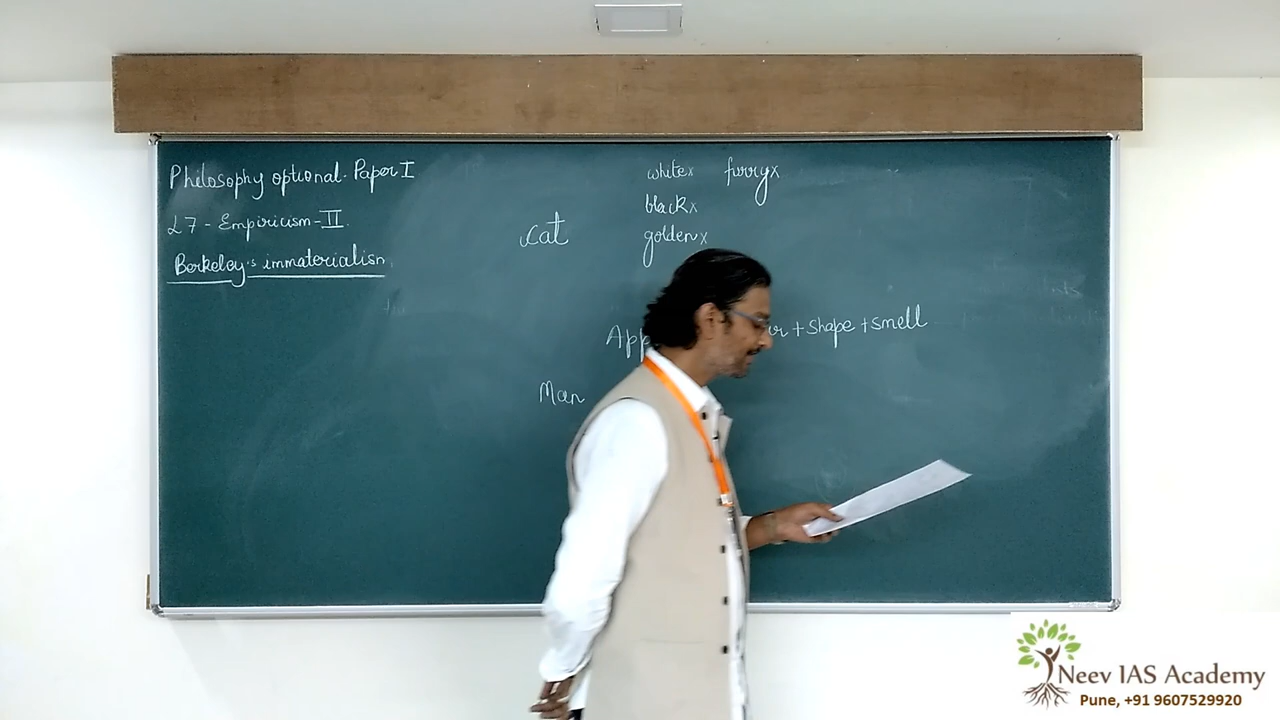 Philosophy optional. Paper I
L7 - Empiricism - II.
Berkeley's immaterialism
Cat
whitex furryx
blackx
goldenx
+ shape + smell
Man
Neev IAS Academy
Pune, +91 9607529920